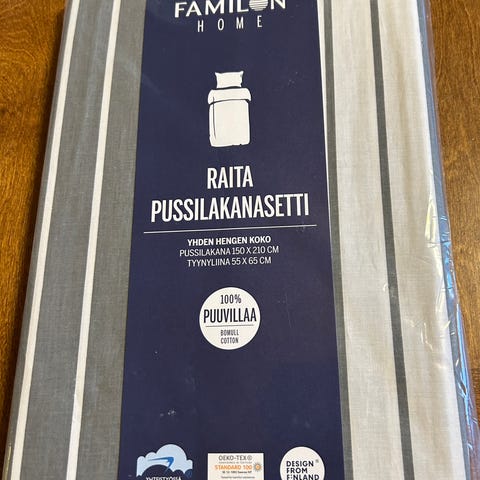 FAMILON
HOME
RAITA
PUSSILAKANASETTI
YHDEN HENGEN KOKO
PUSSILAKANA 150 X 210 CM
TYYNYLIINA 55 X 65 CM
100%
PUUVILLAA
BOMULL
COTTON
YHTEISTYÖSSÄ
OEKO-TEX®
STANDARD 100
DESIGN
FROM
FINLAND